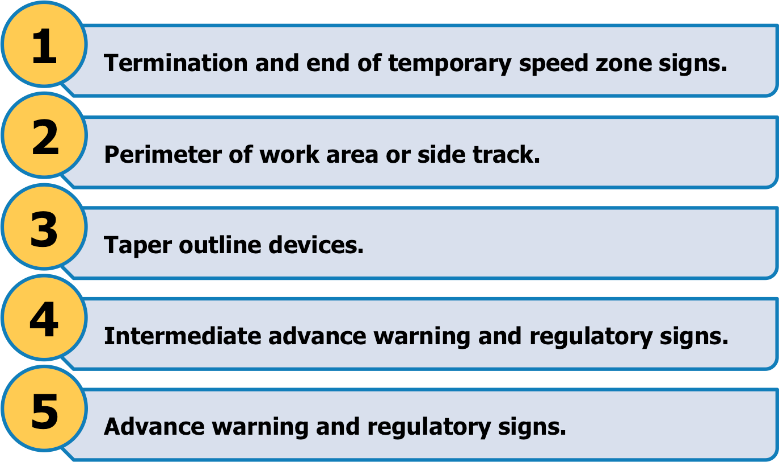 1
Termination and end of temporary speed zone signs.
2
Perimeter of work area or side track.
3
Taper outline devices.
4
Intermediate advance warning and regulatory signs.
5
Advance warning and regulatory signs.